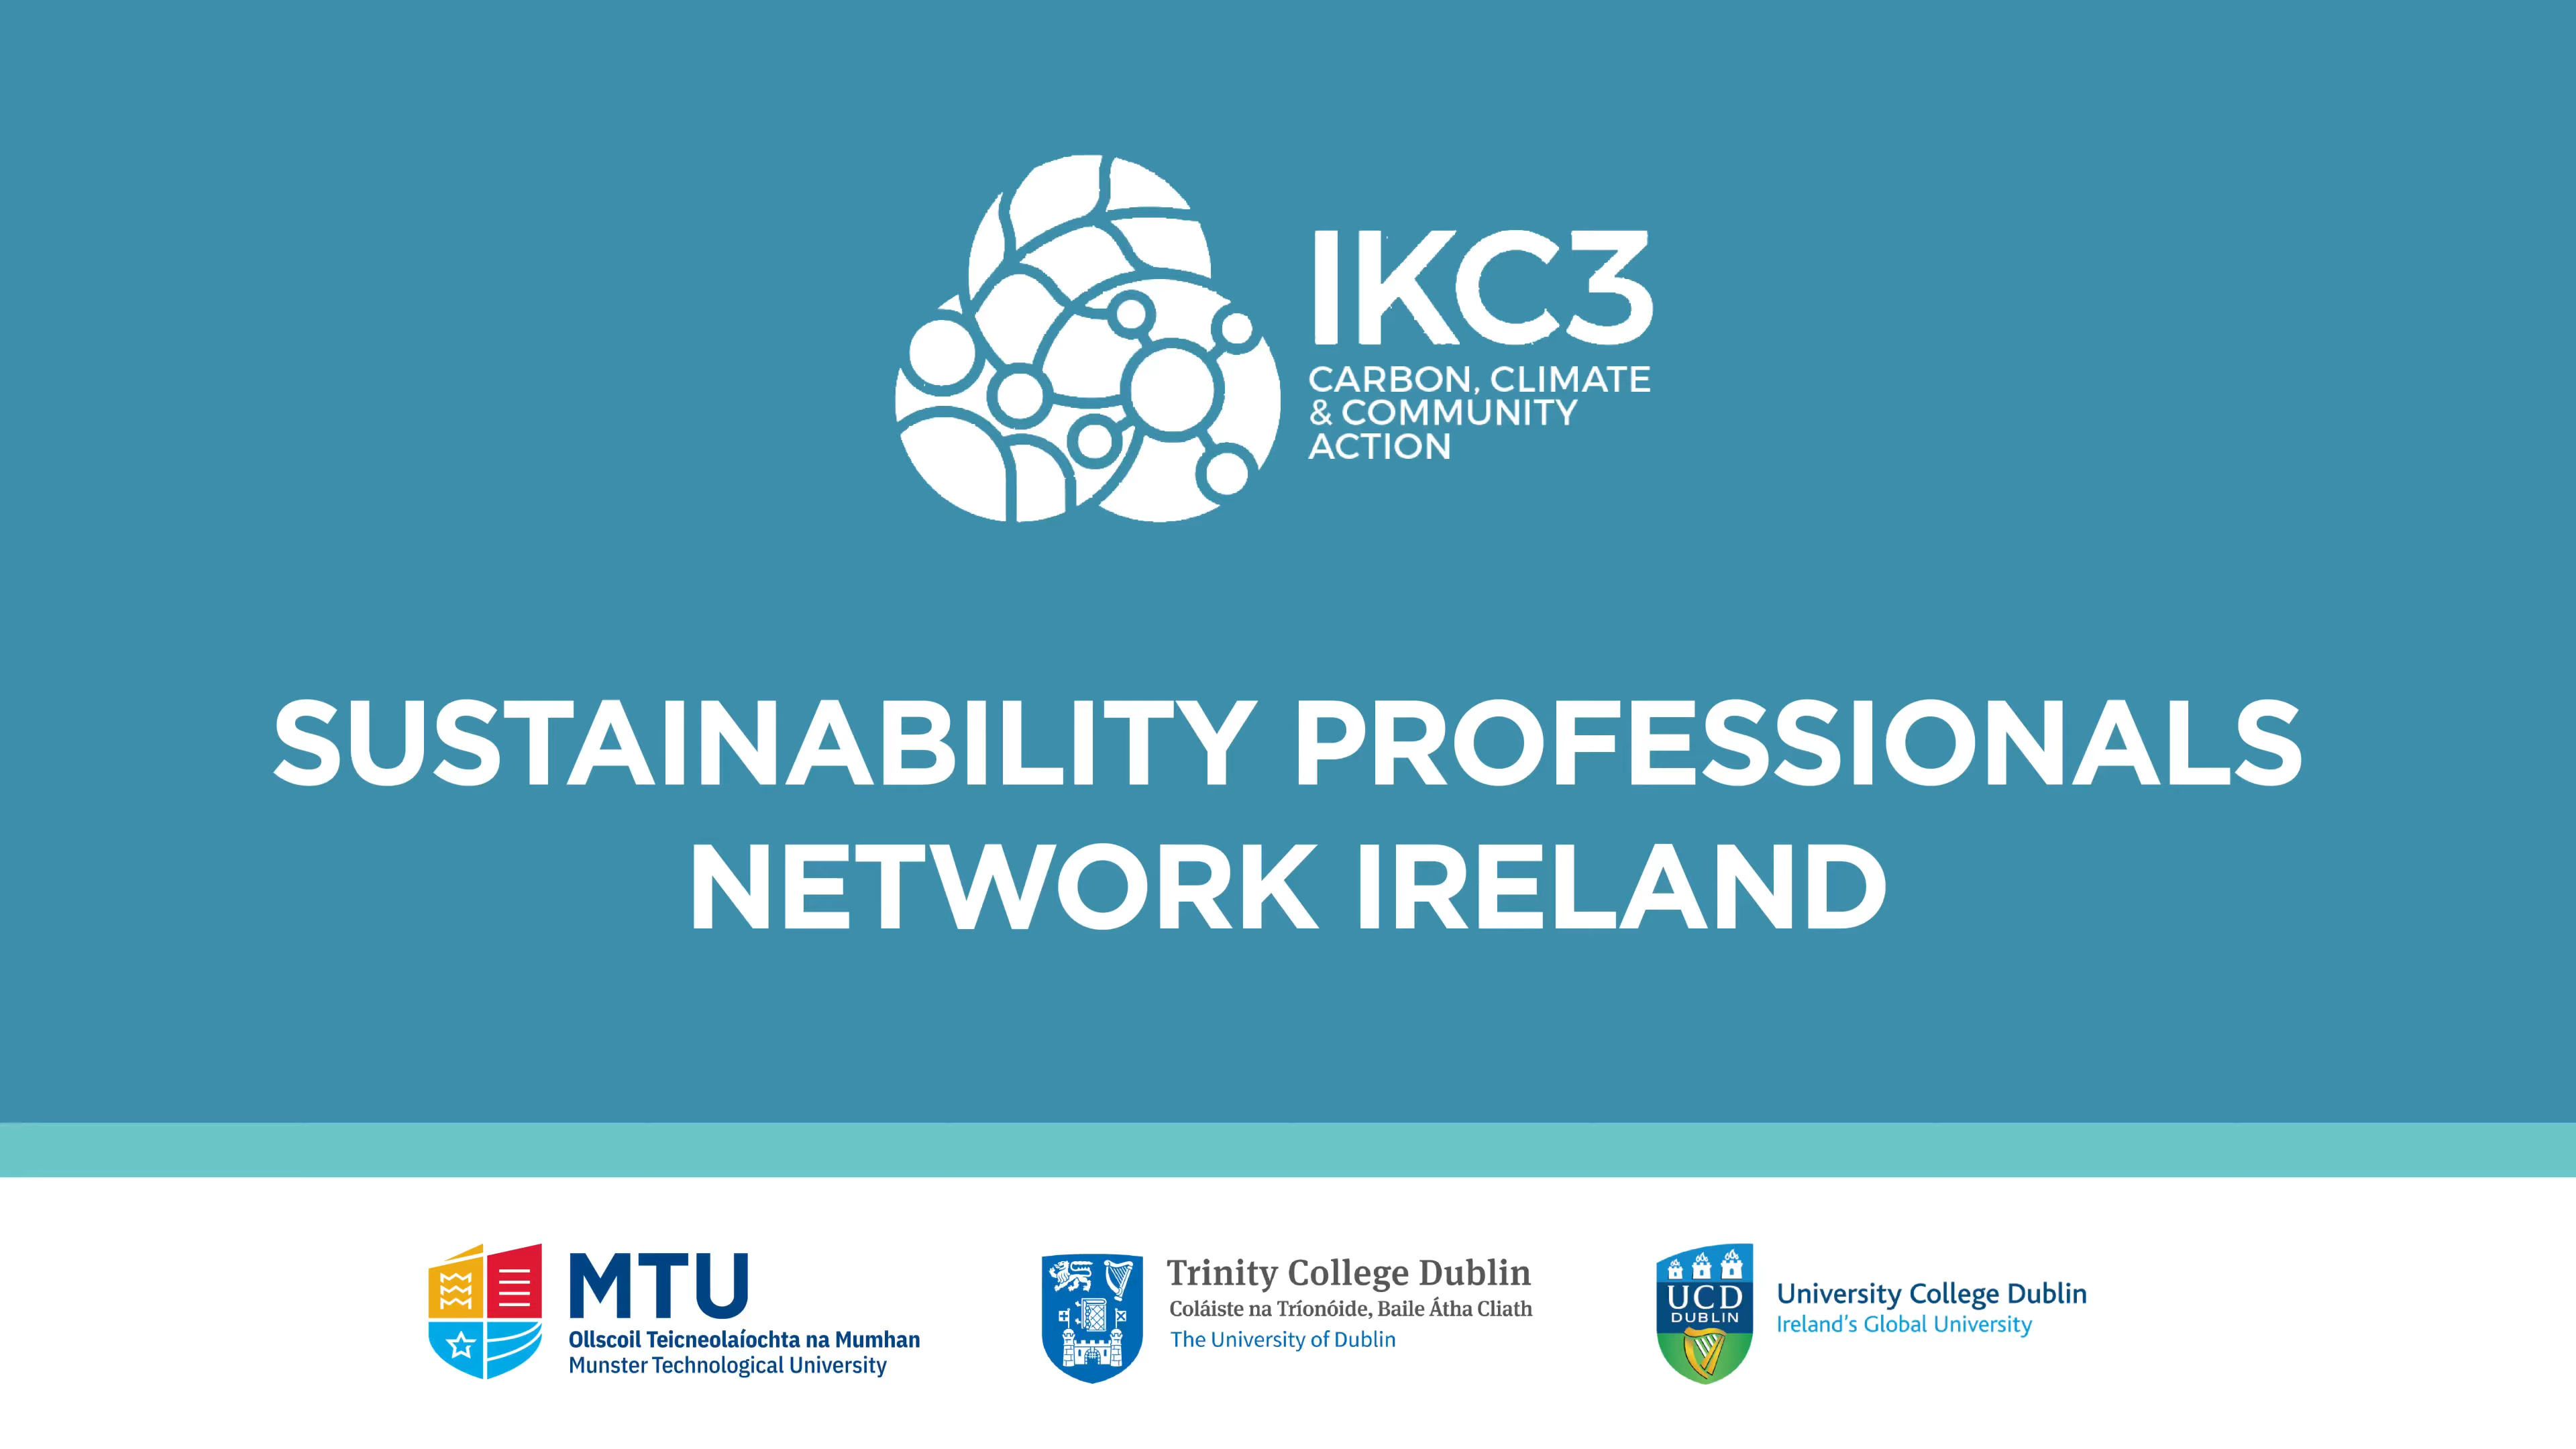 IKC3
CARBON, CLIMATE
& COMMUNITY
ACTION
SUSTAINABILITY PROFESSIONALS
NETWORK IRELAND
MTU
Ollscoil Teicneolaíochta na Mumhan
Munster Technological University
Trinity College Dublin
Coláiste na Tríonóide, Baile Átha Cliath
The University of Dublin
UCD
DUBLIN
University College Dublin
Ireland's Global University